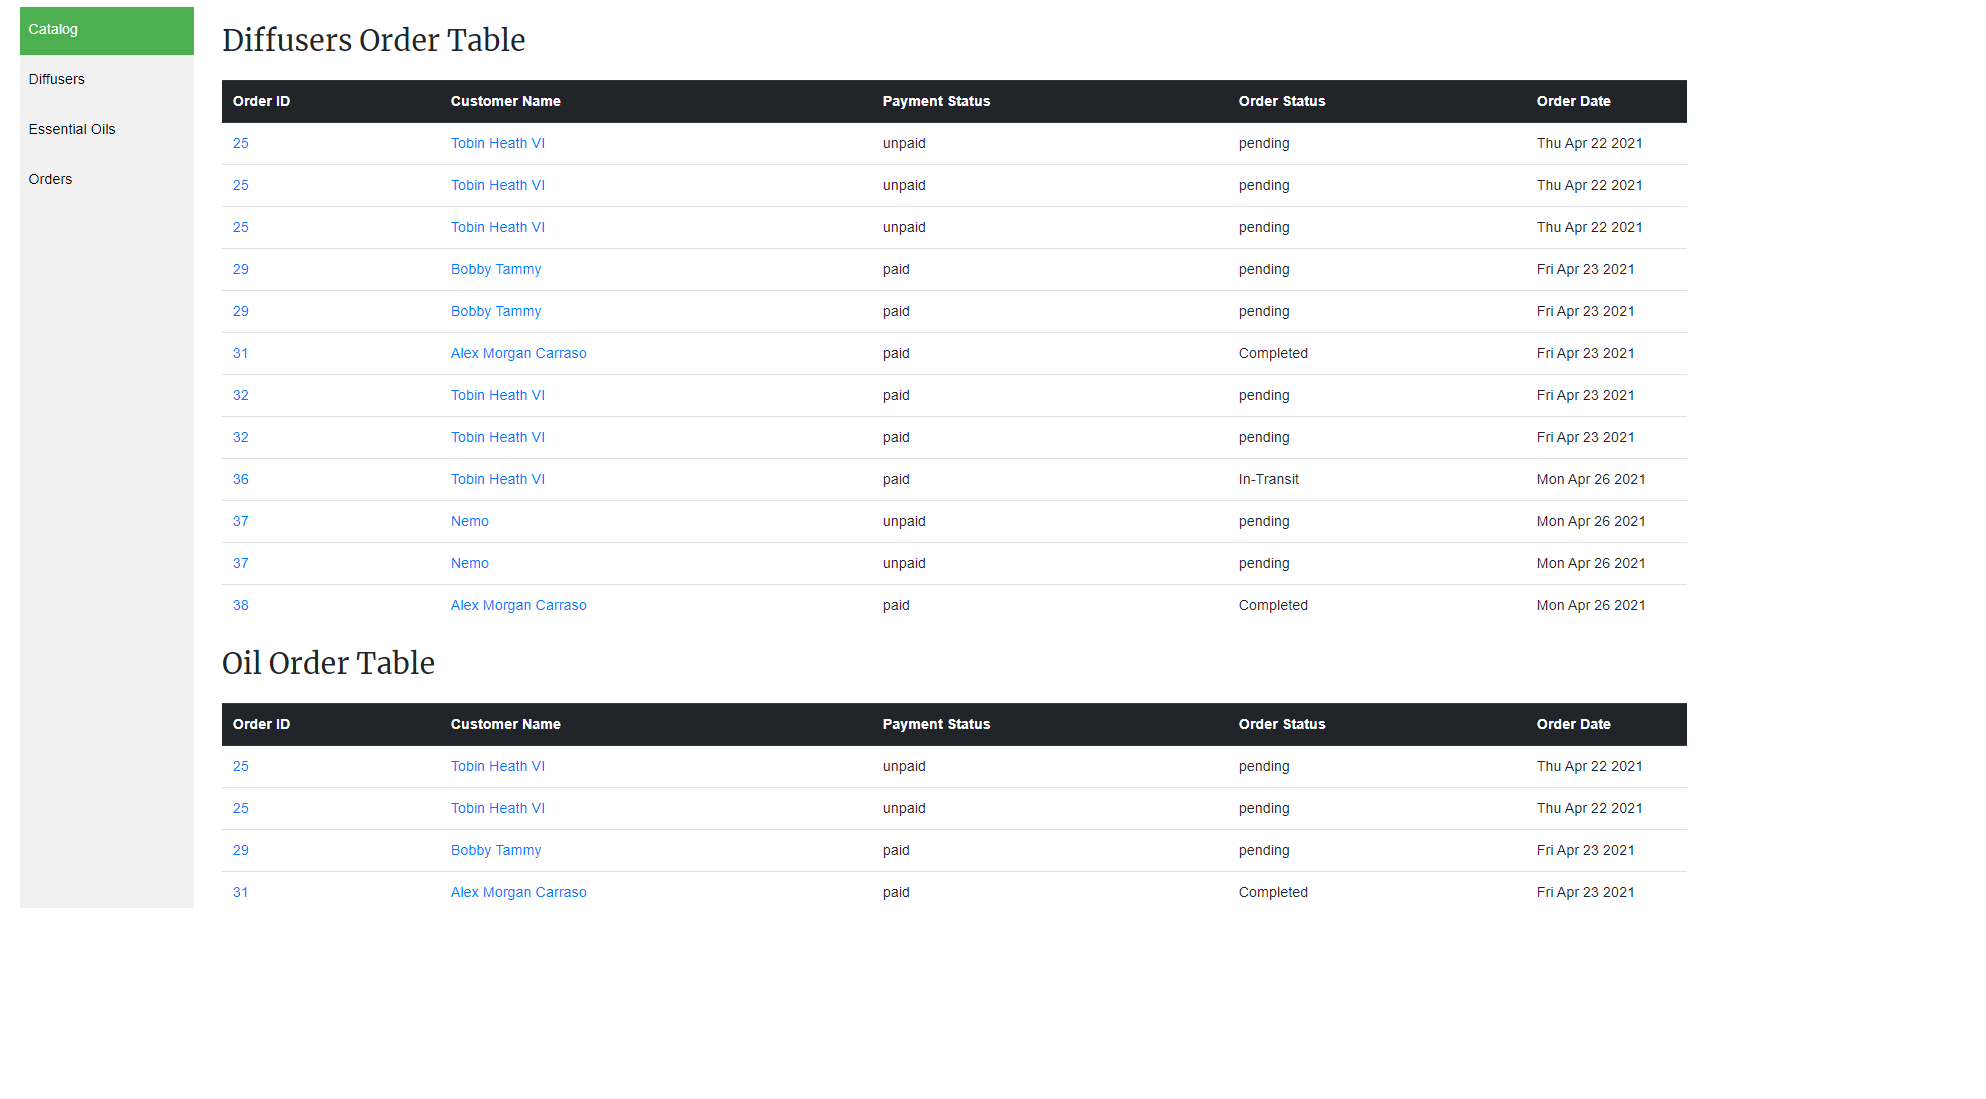 Catalog
Diffusers
Essential Oils
Orders
Diffusers Order Table
Order ID Customer Name Payment Status Order Status Order Date
25 Tobin Heath VI unpaid pending Thu Apr 22 2021
25 Tobin Heath VI unpaid pending Thu Apr 22 2021
25 Tobin Heath VI unpaid pending Thu Apr 22 2021
29 Bobby Tammy paid pending Fri Apr 23 2021
29 Bobby Tammy paid pending Fri Apr 23 2021
31 Alex Morgan Carraso paid Completed Fri Apr 23 2021
32 Tobin Heath VI paid pending Fri Apr 23 2021
32 Tobin Heath VI paid pending Fri Apr 23 2021
36 Tobin Heath VI paid In-Transit Mon Apr 26 2021
37 Nemo unpaid pending Mon Apr 26 2021
37 Nemo unpaid pending Mon Apr 26 2021
38 Alex Morgan Carraso paid Completed Mon Apr 26 2021
Oil Order Table
Order ID Customer Name Payment Status Order Status Order Date
25 Tobin Heath VI unpaid pending Thu Apr 22 2021
25 Tobin Heath VI unpaid pending Thu Apr 22 2021
29 Bobby Tammy paid pending Fri Apr 23 2021
31 Alex Morgan Carraso paid Completed Fri Apr 23 2021